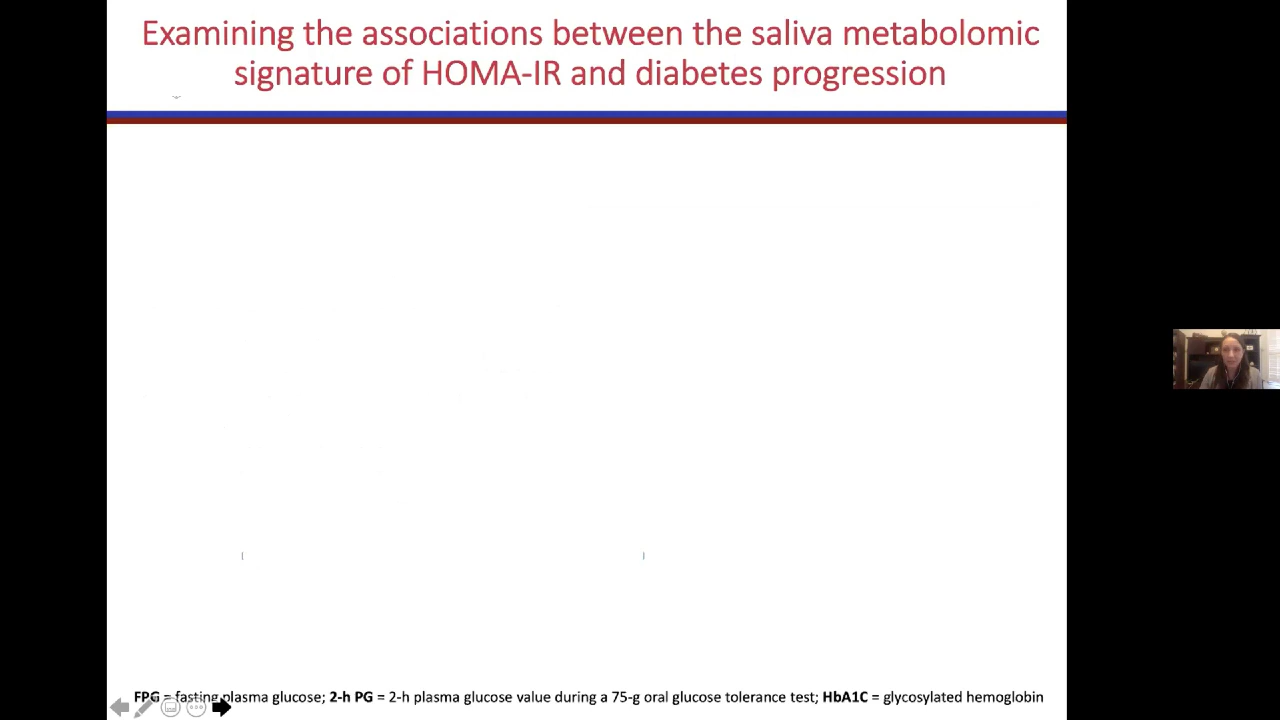 Examining the associations between the saliva metabolomic
signature of HOMA-IR and diabetes progression
FPG = fasting plasma glucose; 2-h PG = 2-h plasma glucose value during a 75-g oral glucose tolerance test; HbA1C = glycosylated hemoglobin